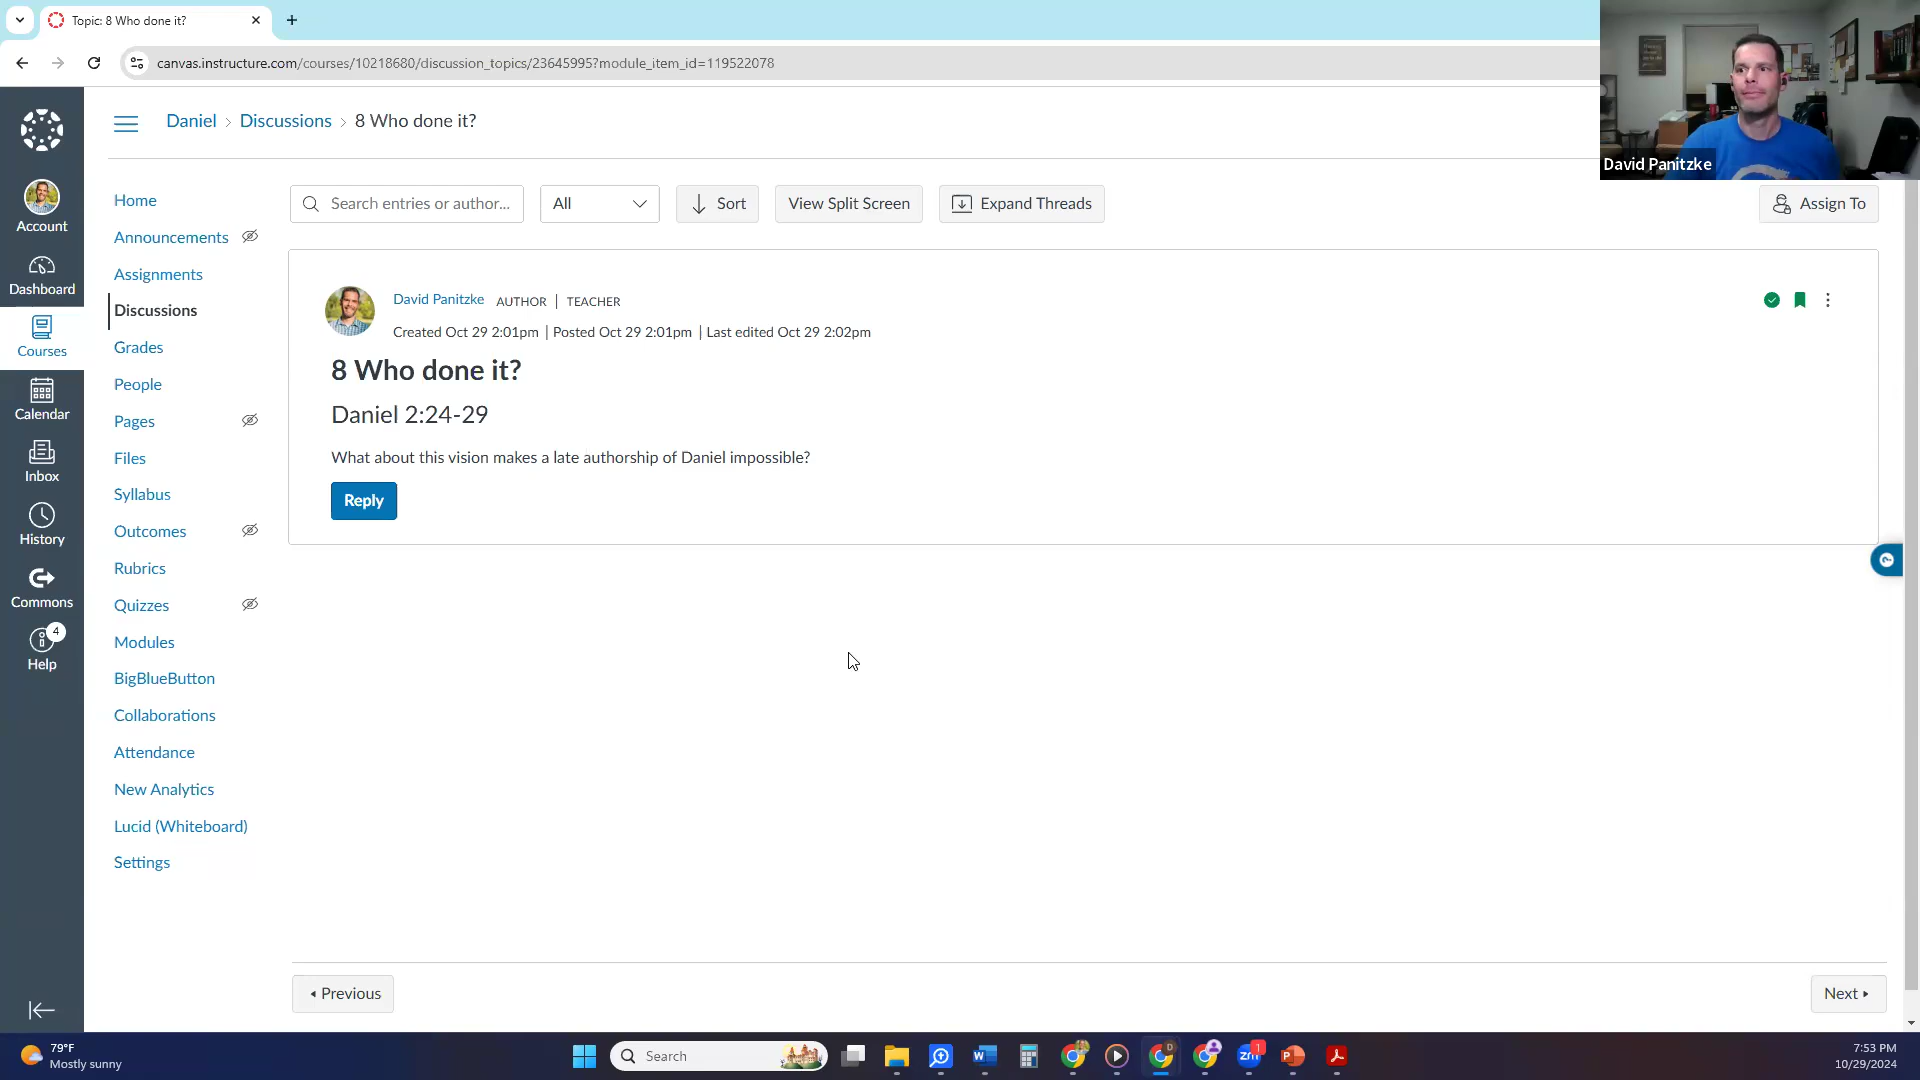 Topic: 8 Who done it?
canvas.instructure.com/courses/10218680/discussion_topics/23645995?module_item_id=119522078
David Panitzke
Daniel > Discussions > 8 Who done it?
Account
Dashboard
Courses
Calendar
Inbox
History
Commons
4
Help
Home
Announcements
Assignments
Discussions
Grades
People
Pages
Files
Syllabus
Outcomes
Rubrics
Quizzes
Modules
BigBlueButton
Collaborations
Attendance
New Analytics
Lucid (Whiteboard)
Settings
Search entries or author...
All
Sort
View Split Screen
Expand Threads
Assign To
David Panitzke AUTHOR | TEACHER
Created Oct 29 2:01pm | Posted Oct 29 2:01pm | Last edited Oct 29 2:02pm
8 Who done it?
Daniel 2:24-29
What about this vision makes a late authorship of Daniel impossible?
Reply
Previous
Next
79°F
Mostly sunny
Search
zm
1
7:53 PM
10/29/2024